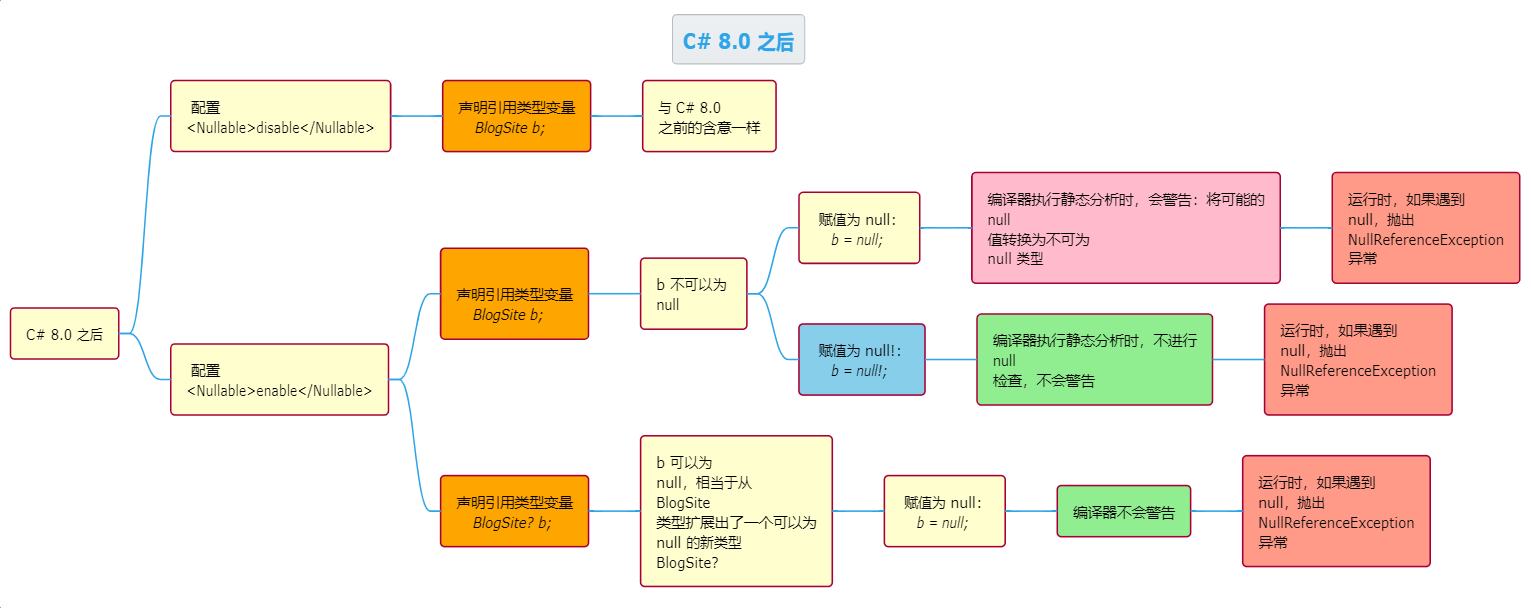 C# 8.0 之后
C# 8.0 之后
配置
<Nullable>disable</Nullable>
声明引用类型变量
BlogSite b;
与 C# 8.0
之前的含意一样
配置
<Nullable>enable</Nullable>
声明引用类型变量
BlogSite b;
b 不可以为
null
赋值为 null：
b = null;
编译器执行静态分析时，会警告：将可能的
null
值转换为不可为
null 类型
运行时，如果遇到
null，抛出
NullReferenceException
异常
赋值为 null!：
b = null!;
编译器执行静态分析时，不进行
null
检查，不会警告
运行时，如果遇到
null，抛出
NullReferenceException
异常
声明引用类型变量
BlogSite? b;
b 可以为
null，相当于从
BlogSite
类型扩展出了一个可以为
null 的新类型
BlogSite?
赋值为 null：
b = null;
编译器不会警告
运行时，如果遇到
null，抛出
NullReferenceException
异常